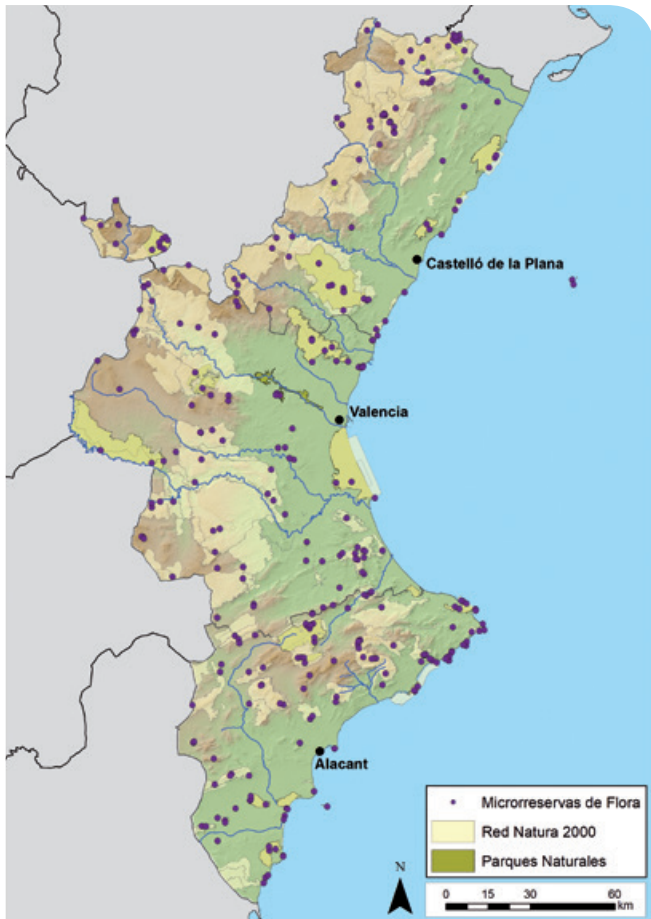 Castelló de la Plana
Valencia
Alacant
Microrreservas de Flora
Red Natura 2000
Parques Naturales
N
0 15 30 60
km